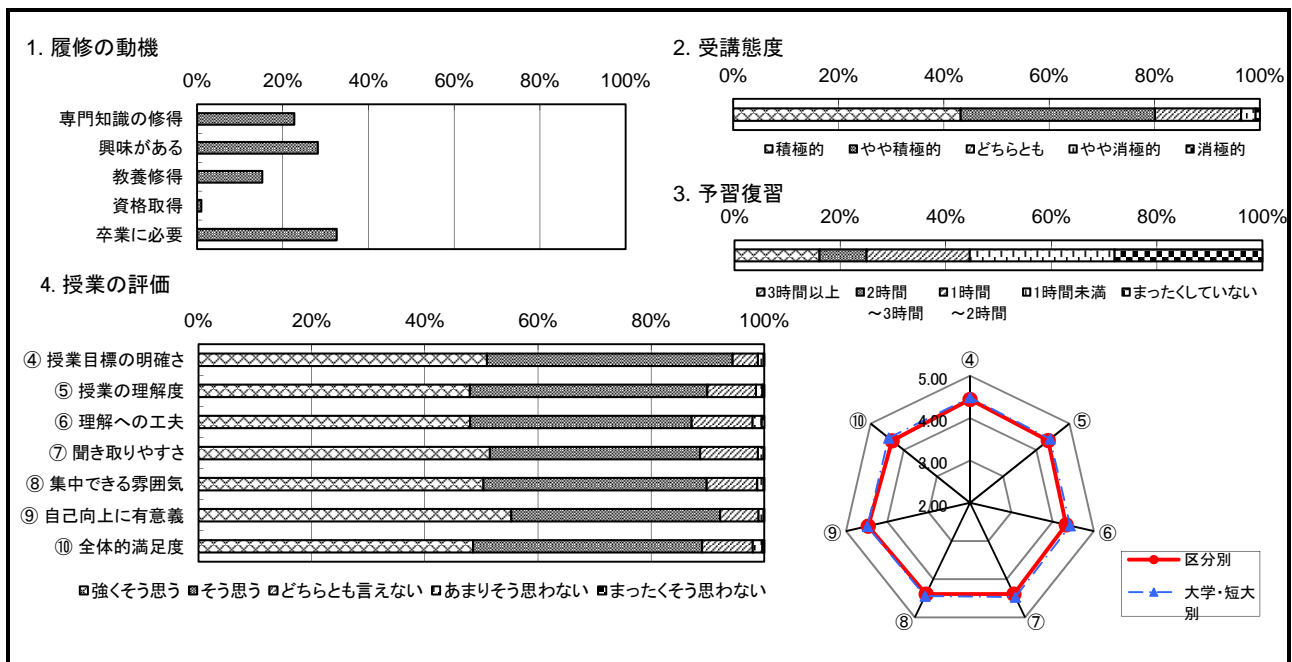 1. 履修の動機
0% 20% 40% 60% 80% 100%
専門知識の修得
興味がある
教養修得
資格取得
卒業に必要
2. 受講態度
0% 20% 40% 60% 80% 100%
積極的 やや積極的 どちらとも やや消極的 消極的
3. 予習復習
0% 20% 40% 60% 80% 100%
3時間以上 2時間 1時間 1時間未満 まったくしていない
～3時間 ～2時間
4. 授業の評価
0% 20% 40% 60% 80% 100%
④ 授業目標の明確さ
⑤ 授業の理解度
⑥ 理解への工夫
⑦ 聞き取りやすさ
⑧ 集中できる雰囲気
⑨ 自己向上に有意義
⑩ 全体的満足度
強くそう思う そう思う どちらとも言えない あまりそう思わない まったくそう思わない
④
5.00
⑩ ⑤
4.00
3.00
2.00
⑨ ⑥
⑧ ⑦
区分別
大学・短大
別